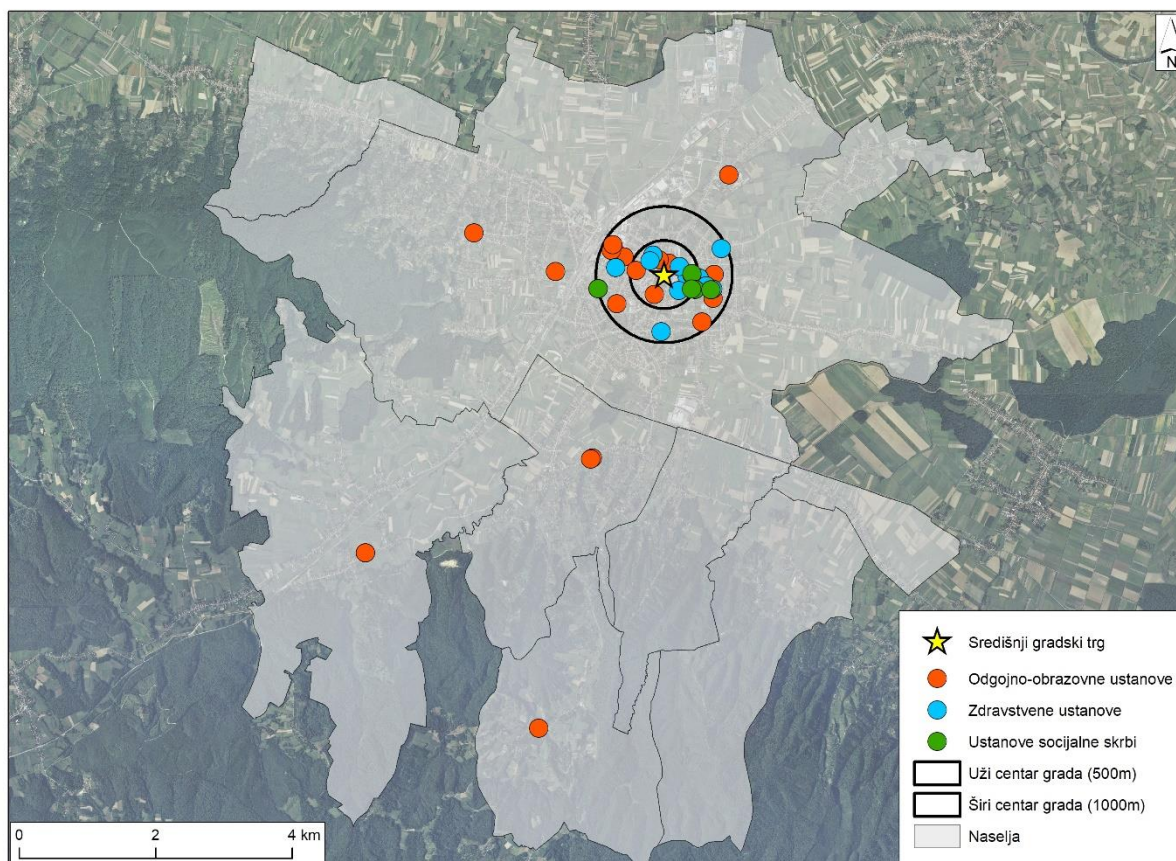 N
Središnji gradski trg
Odgojno-obrazovne ustanove
Zdravstvene ustanove
Ustanove socijalne skrbi
Uži centar grada (500m)
Širi centar grada (1000m)
Naselja
0 2 4 km